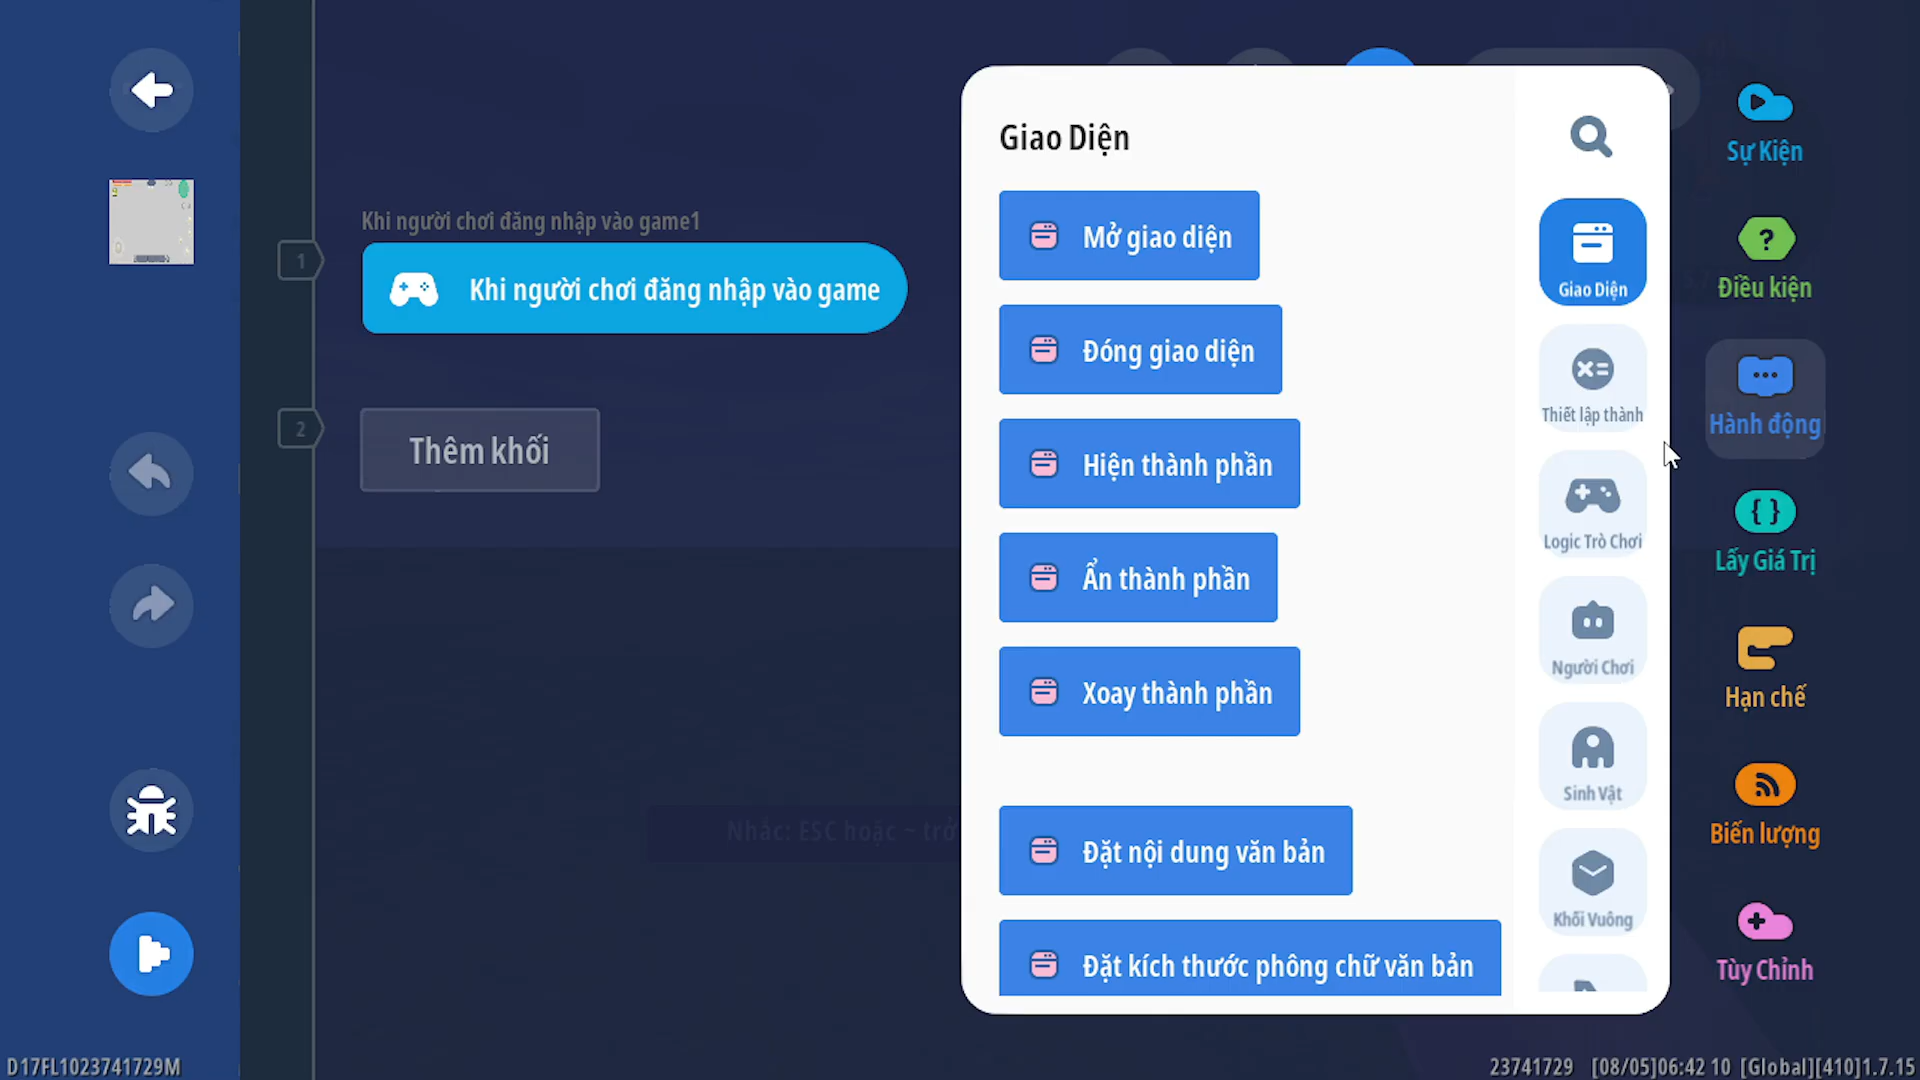 Khi người chơi đăng nhập vào game1
1
Khi người chơi đăng nhập vào game
2
Thêm khối
Nhắc: ESC hoặc ~ trở
Giao Diện
Mở giao diện
Đóng giao diện
Hiện thành phần
Ẩn thành phần
Xoay thành phần
Đặt nội dung văn bản
Đặt kích thước phông chữ văn bản
Giao Diện
Thiết lập thành
Logic Trò Chơi
Người Chơi
Sinh Vật
Khối Vuông
Sự Kiện
Điều kiện
Hành động
Lấy Giá Trị
Hạn chế
Biến lượng
Tùy Chỉnh
D17FL1023741729M
23741729 [08/05]06:42 10 [Global][410]1.7.15